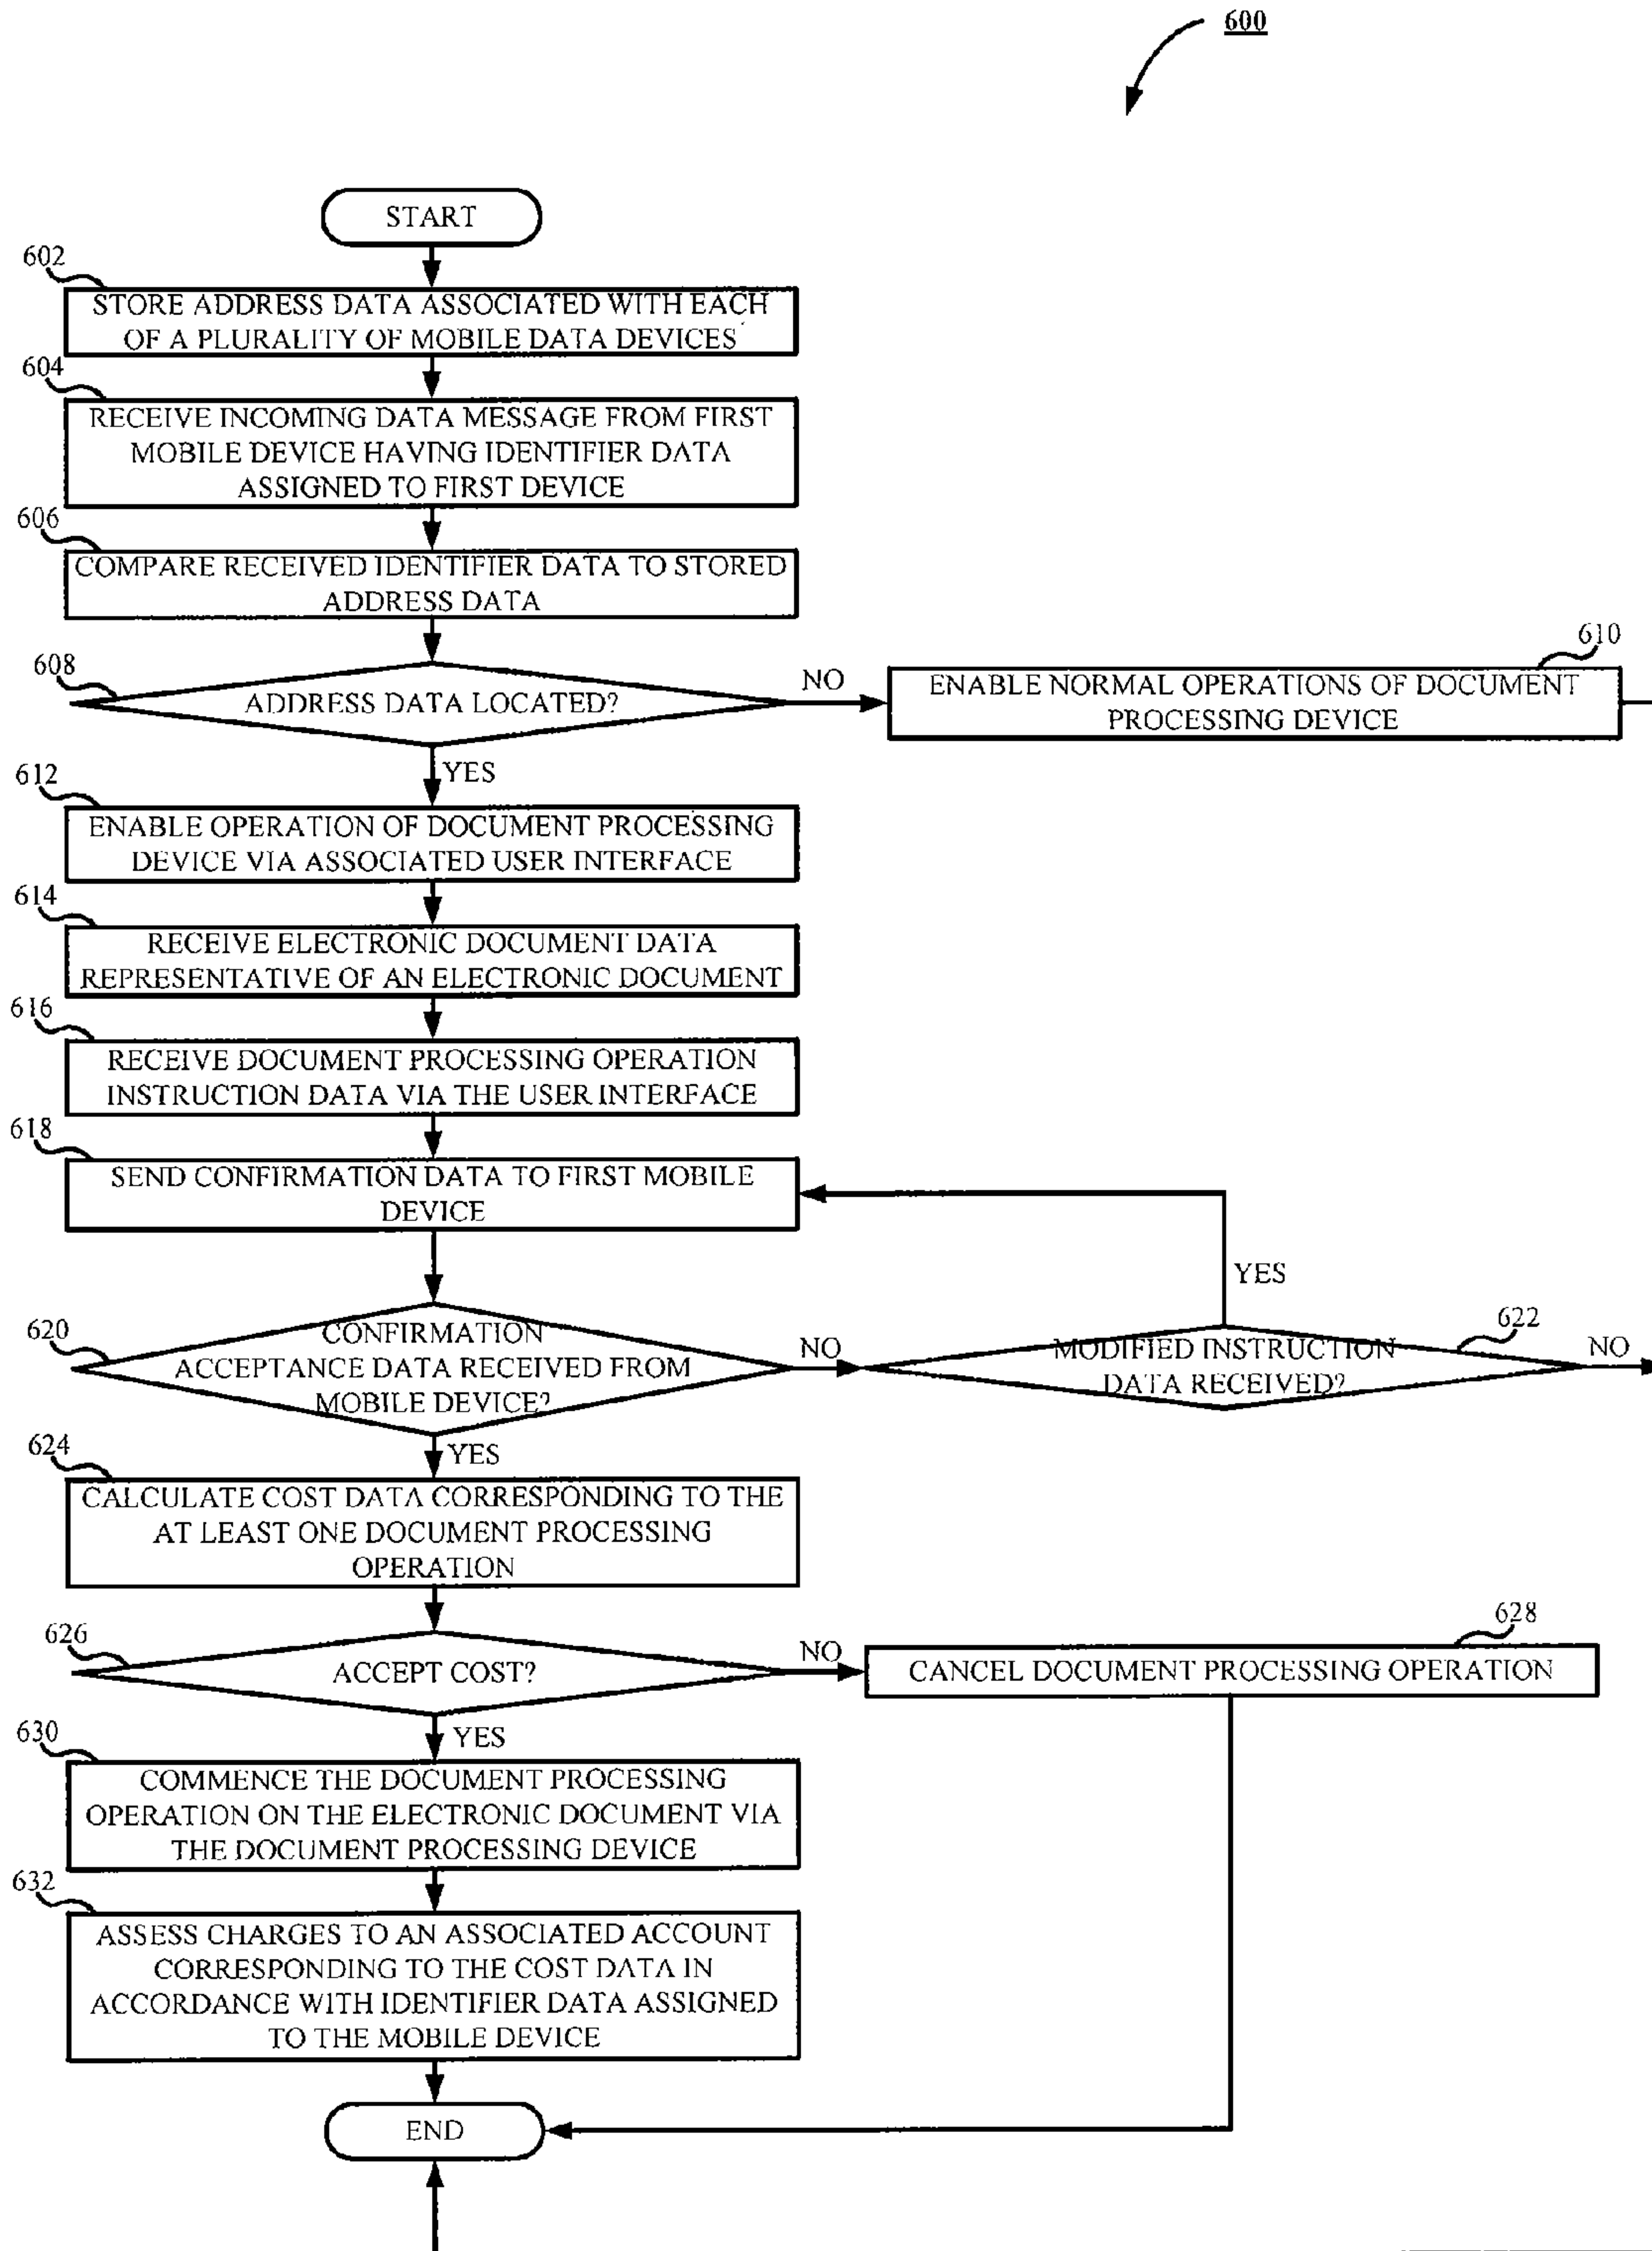 600
START
602
STORE ADDRESS DATA ASSOCIATED WITH EACH
OF A PLURALITY OF MOBILE DATA DEVICES
604
RECEIVE INCOMING DATA MESSAGE FROM FIRST
MOBILE DEVICE HAVING IDENTIFIER DATA
ASSIGNED TO FIRST DEVICE
606
COMPARE RECEIVED IDENTIFIER DATA TO STORED
ADDRESS DATA
608
ADDRESS DATA LOCATED?
NO
610
ENABLE NORMAL OPERATIONS OF DOCUMENT
PROCESSING DEVICE
YES
612
ENABLE OPERATION OF DOCUMENT PROCESSING
DEVICE VIA ASSOCIATED USER INTERFACE
614
RECEIVE ELECTRONIC DOCUMENT DATA
REPRESENTATIVE OF AN ELECTRONIC DOCUMENT
616
RECEIVE DOCUMENT PROCESSING OPERATION
INSTRUCTION DATA VIA THE USER INTERFACE
618
SEND CONFIRMATION DATA TO FIRST MOBILE
DEVICE
YES
620
CONFIRMATION
ACCEPTANCE DATA RECEIVED FROM
MOBILE DEVICE?
NO
622
MODIFIED INSTRUCTION
DATA RECEIVED?
NO
YES
624
CALCULATE COST DATA CORRESPONDING TO THE
AT LEAST ONE DOCUMENT PROCESSING
OPERATION
626
ACCEPT COST?
NO
628
CANCEL DOCUMENT PROCESSING OPERATION
YES
630
COMMENCE THE DOCUMENT PROCESSING
OPERATION ON THE ELECTRONIC DOCUMENT VIA
THE DOCUMENT PROCESSING DEVICE
632
ASSESS CHARGES TO AN ASSOCIATED ACCOUNT
CORRESPONDING TO THE COST DATA IN
ACCORDANCE WITH IDENTIFIER DATA ASSIGNED
TO THE MOBILE DEVICE
END